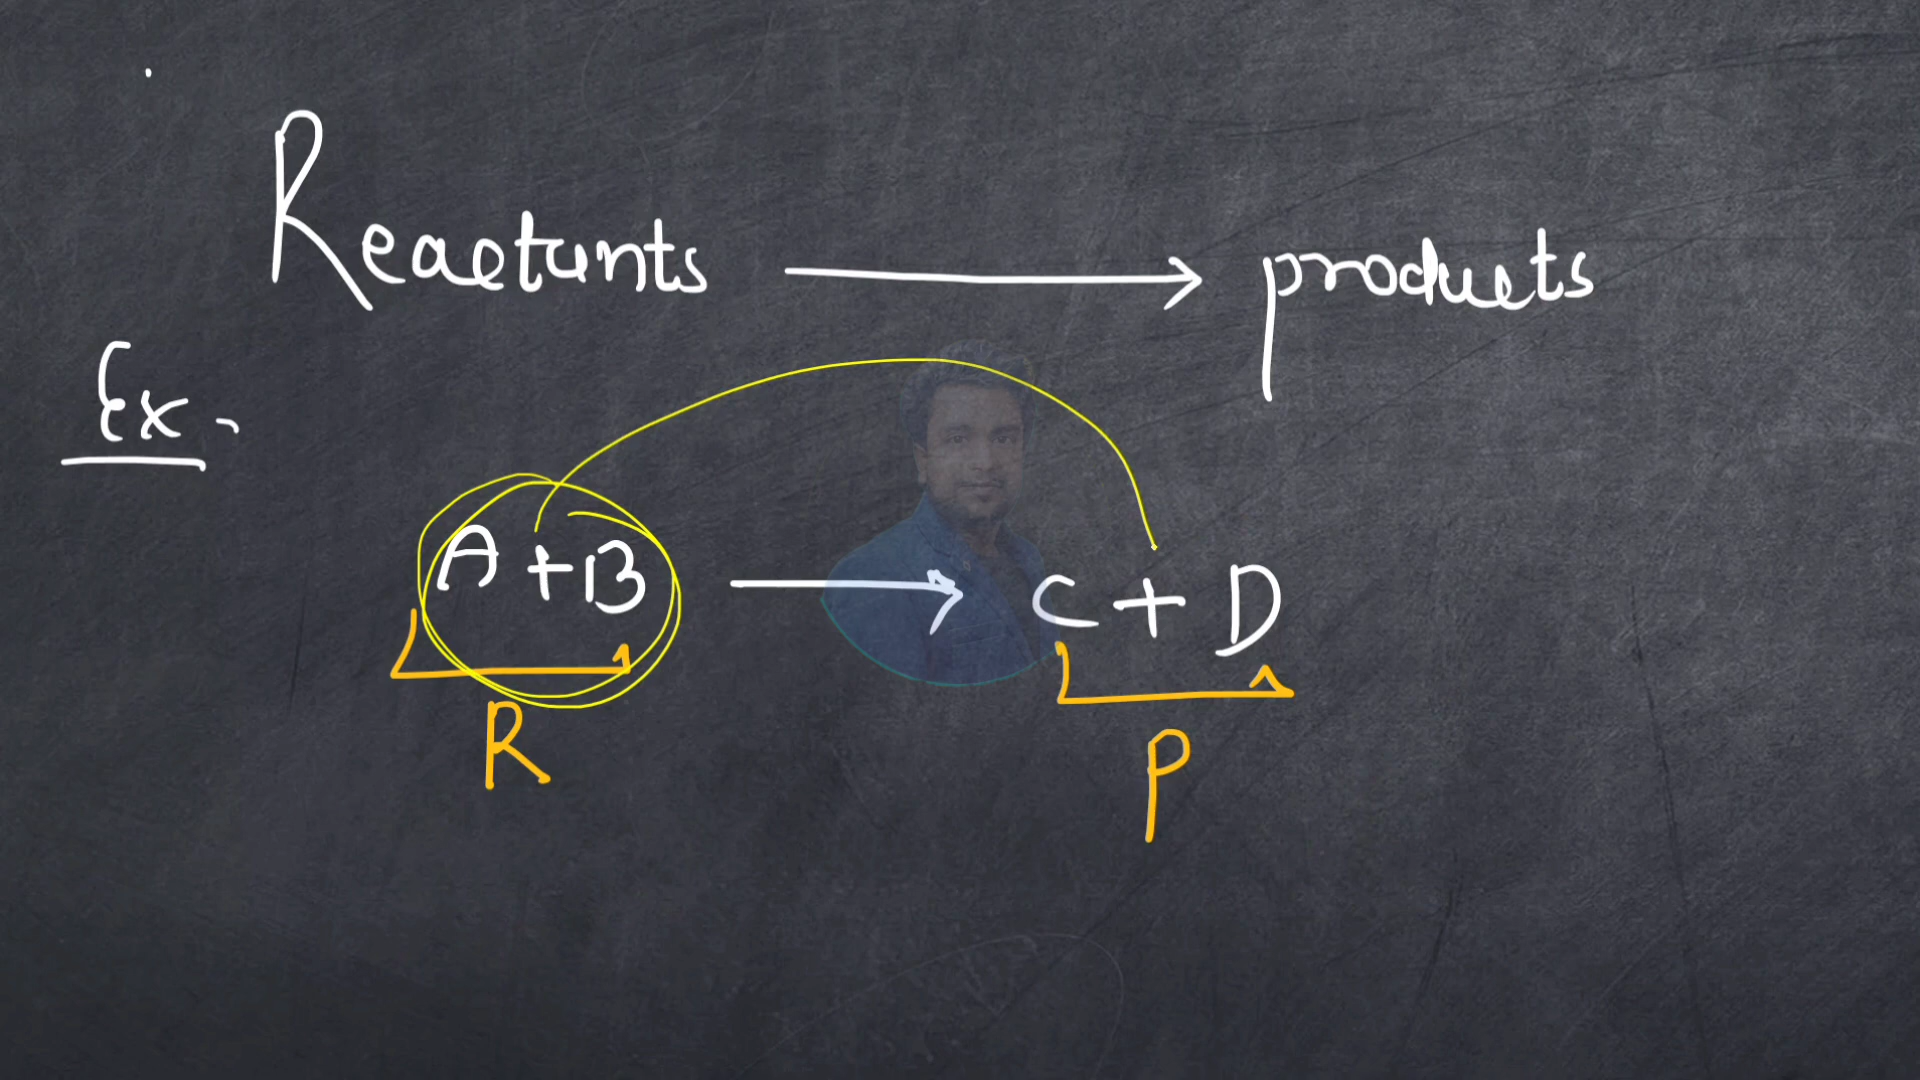 Reactants → products
Ex.
A + B → C + D
R P